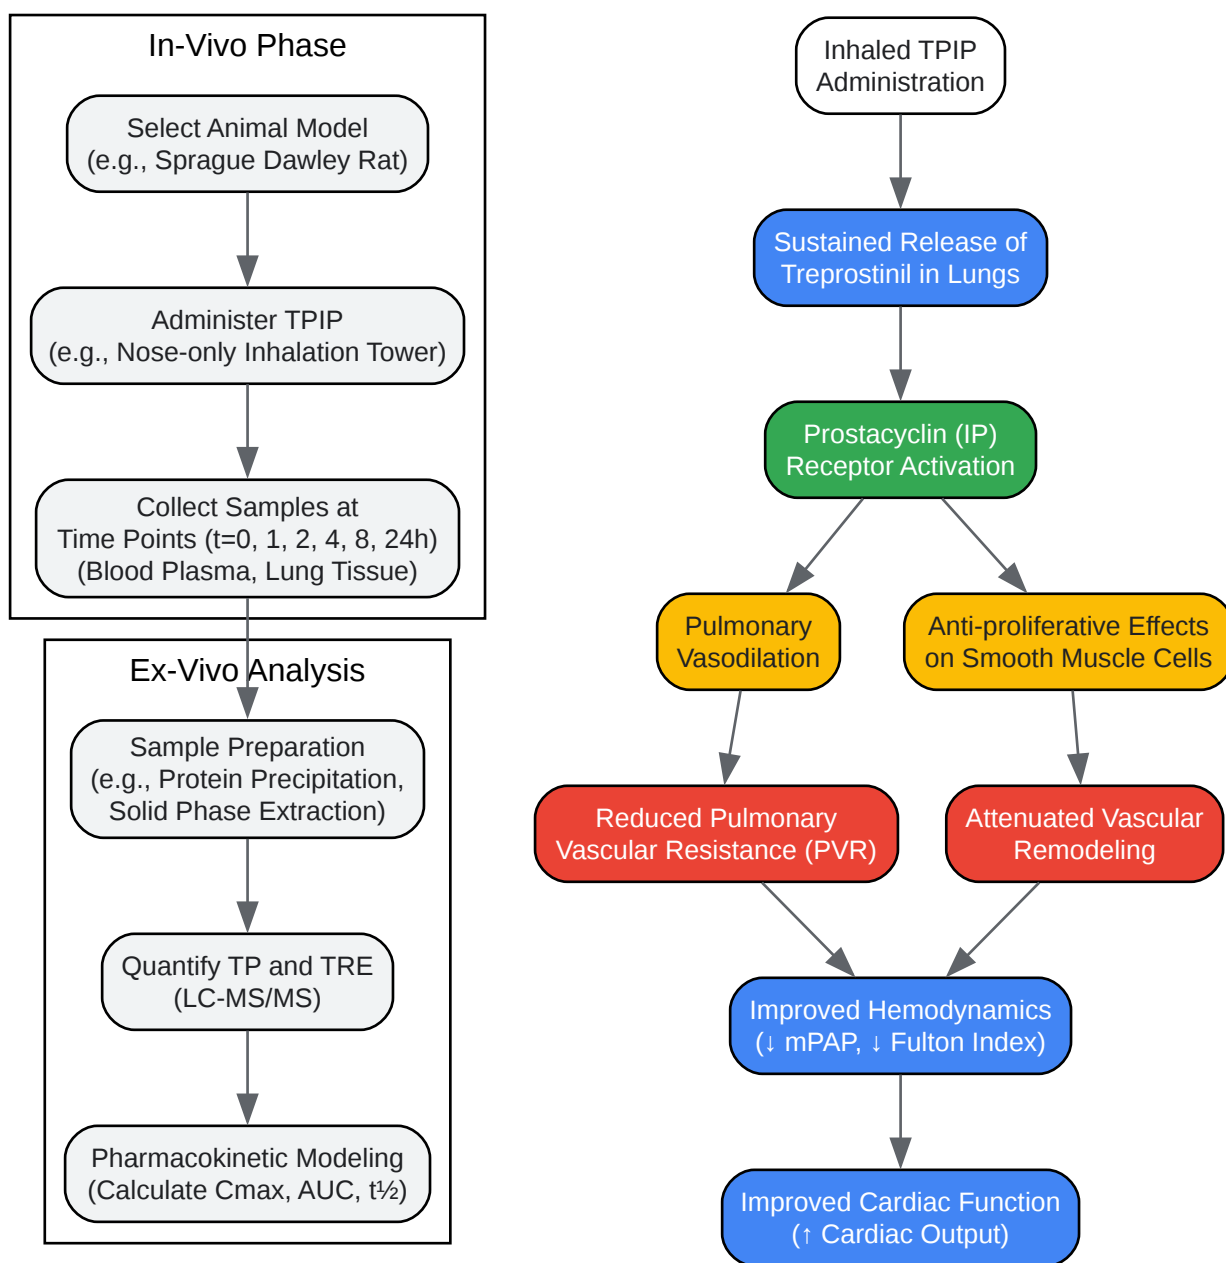 In-Vivo Phase
Select Animal Model
(e.g., Sprague Dawley Rat)
Administer TPIP
(e.g., Nose-only Inhalation Tower)
Collect Samples at
Time Points (t=0, 1, 2, 4, 8, 24h)
(Blood Plasma, Lung Tissue)
Ex-Vivo Analysis
Sample Preparation
(e.g., Protein Precipitation,
Solid Phase Extraction)
Quantify TP and TRE
(LC-MS/MS)
Pharmacokinetic Modeling
(Calculate Cmax, AUC, t½)
Inhaled TPIP
Administration
Sustained Release of
Treprostinil in Lungs
Prostacyclin (IP)
Receptor Activation
Pulmonary
Vasodilation
Anti-proliferative Effects
on Smooth Muscle Cells
Reduced Pulmonary
Vascular Resistance (PVR)
Attenuated Vascular
Remodeling
Improved Hemodynamics
(↓ mPAP, ↓ Fulton Index)
Improved Cardiac Function
(↑ Cardiac Output)